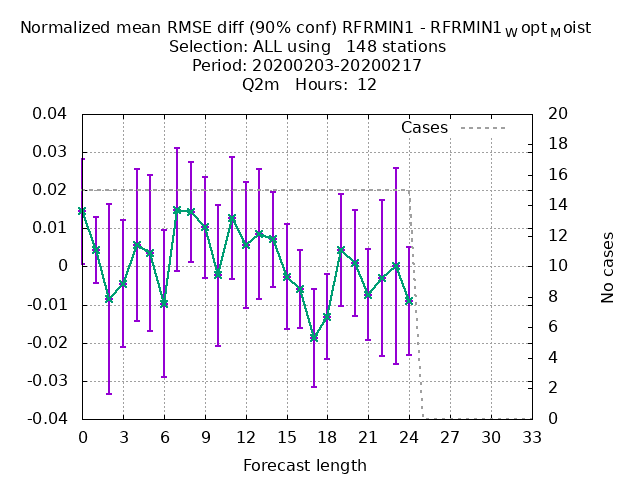 Normalized mean RMSE diff (90% conf) RFRMIN1 - RFRMIN1WoptMoist
Selection: ALL using 148 stations
Period: 20200203-20200217
Q2m Hours: 12
Cases
0.04
0.03
0.02
0.01
0
-0.01
-0.02
-0.03
-0.04
20
18
16
14
12
10
8
6
4
2
0
No cases
0 3 6 9 12 15 18 21 24 27 30 33
Forecast length